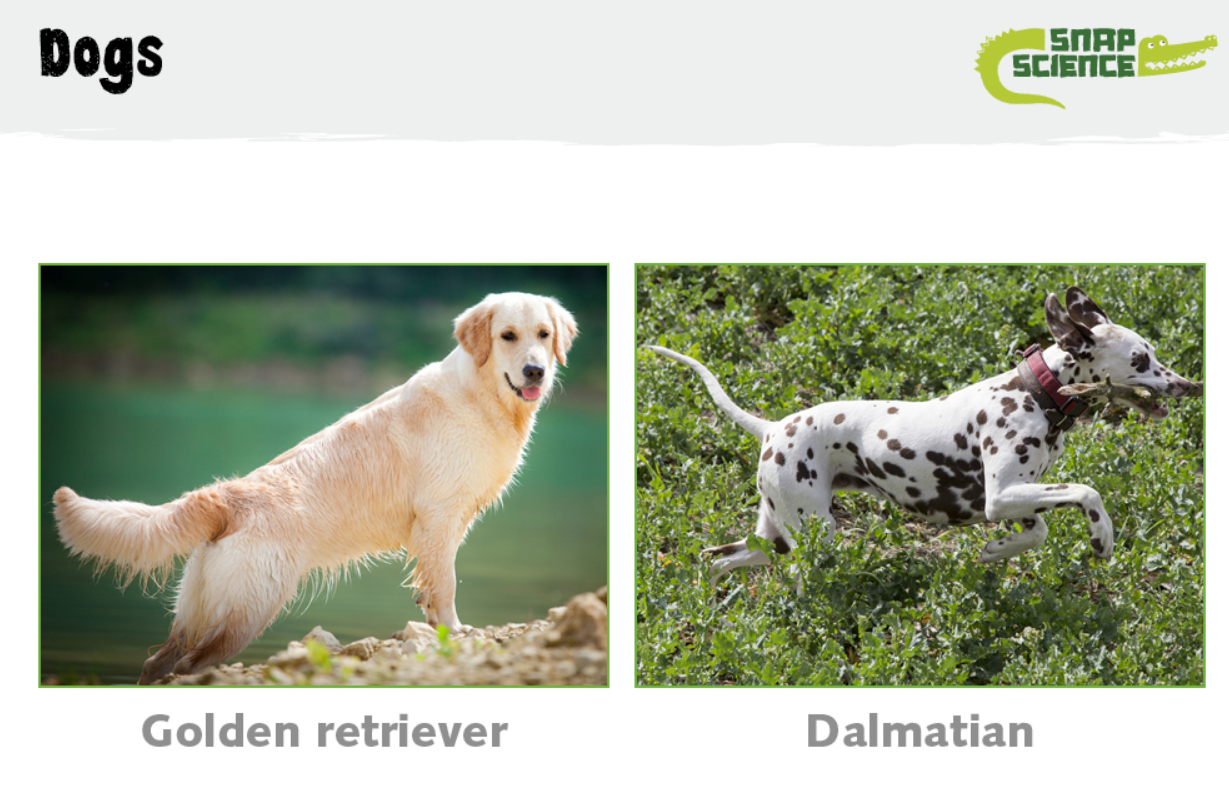 Dogs
SNAP
SCIENCE
Golden retriever
Dalmatian